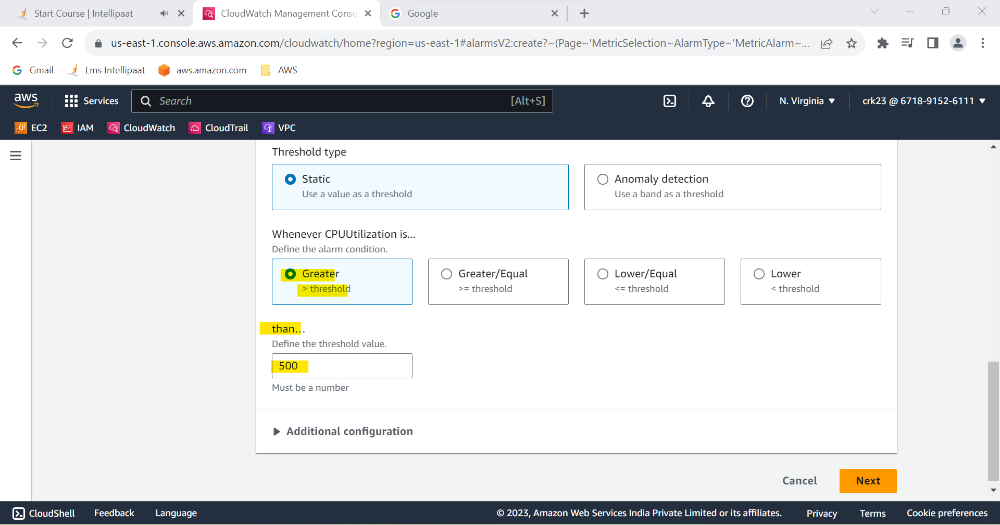 Start Course | Intellipaat
CloudWatch Management Conso
Google
us-east-1.console.aws.amazon.com/cloudwatch/home?region=us-east-1#alarmsV2:create?~(Page~'MetricSelection~AlarmType~'MetricAlarm~...
Gmail
Lms Intellipaat
aws.amazon.com
AWS
aws
Services
Search
[Alt+S]
N. Virginia
crk23 @ 6718-9152-6111
EC2
IAM
CloudWatch
CloudTrail
VPC
Threshold type
Static
Use a value as a threshold
Anomaly detection
Use a band as a threshold
Whenever CPUUtilization is...
Define the alarm condition.
Greater
> threshold
Greater/Equal
>= threshold
Lower/Equal
<= threshold
Lower
< threshold
than...
Define the threshold value.
500
Must be a number
Additional configuration
Cancel
Next
CloudShell
Feedback
Language
© 2023, Amazon Web Services India Private Limited or its affiliates.
Privacy
Terms
Cookie preferences